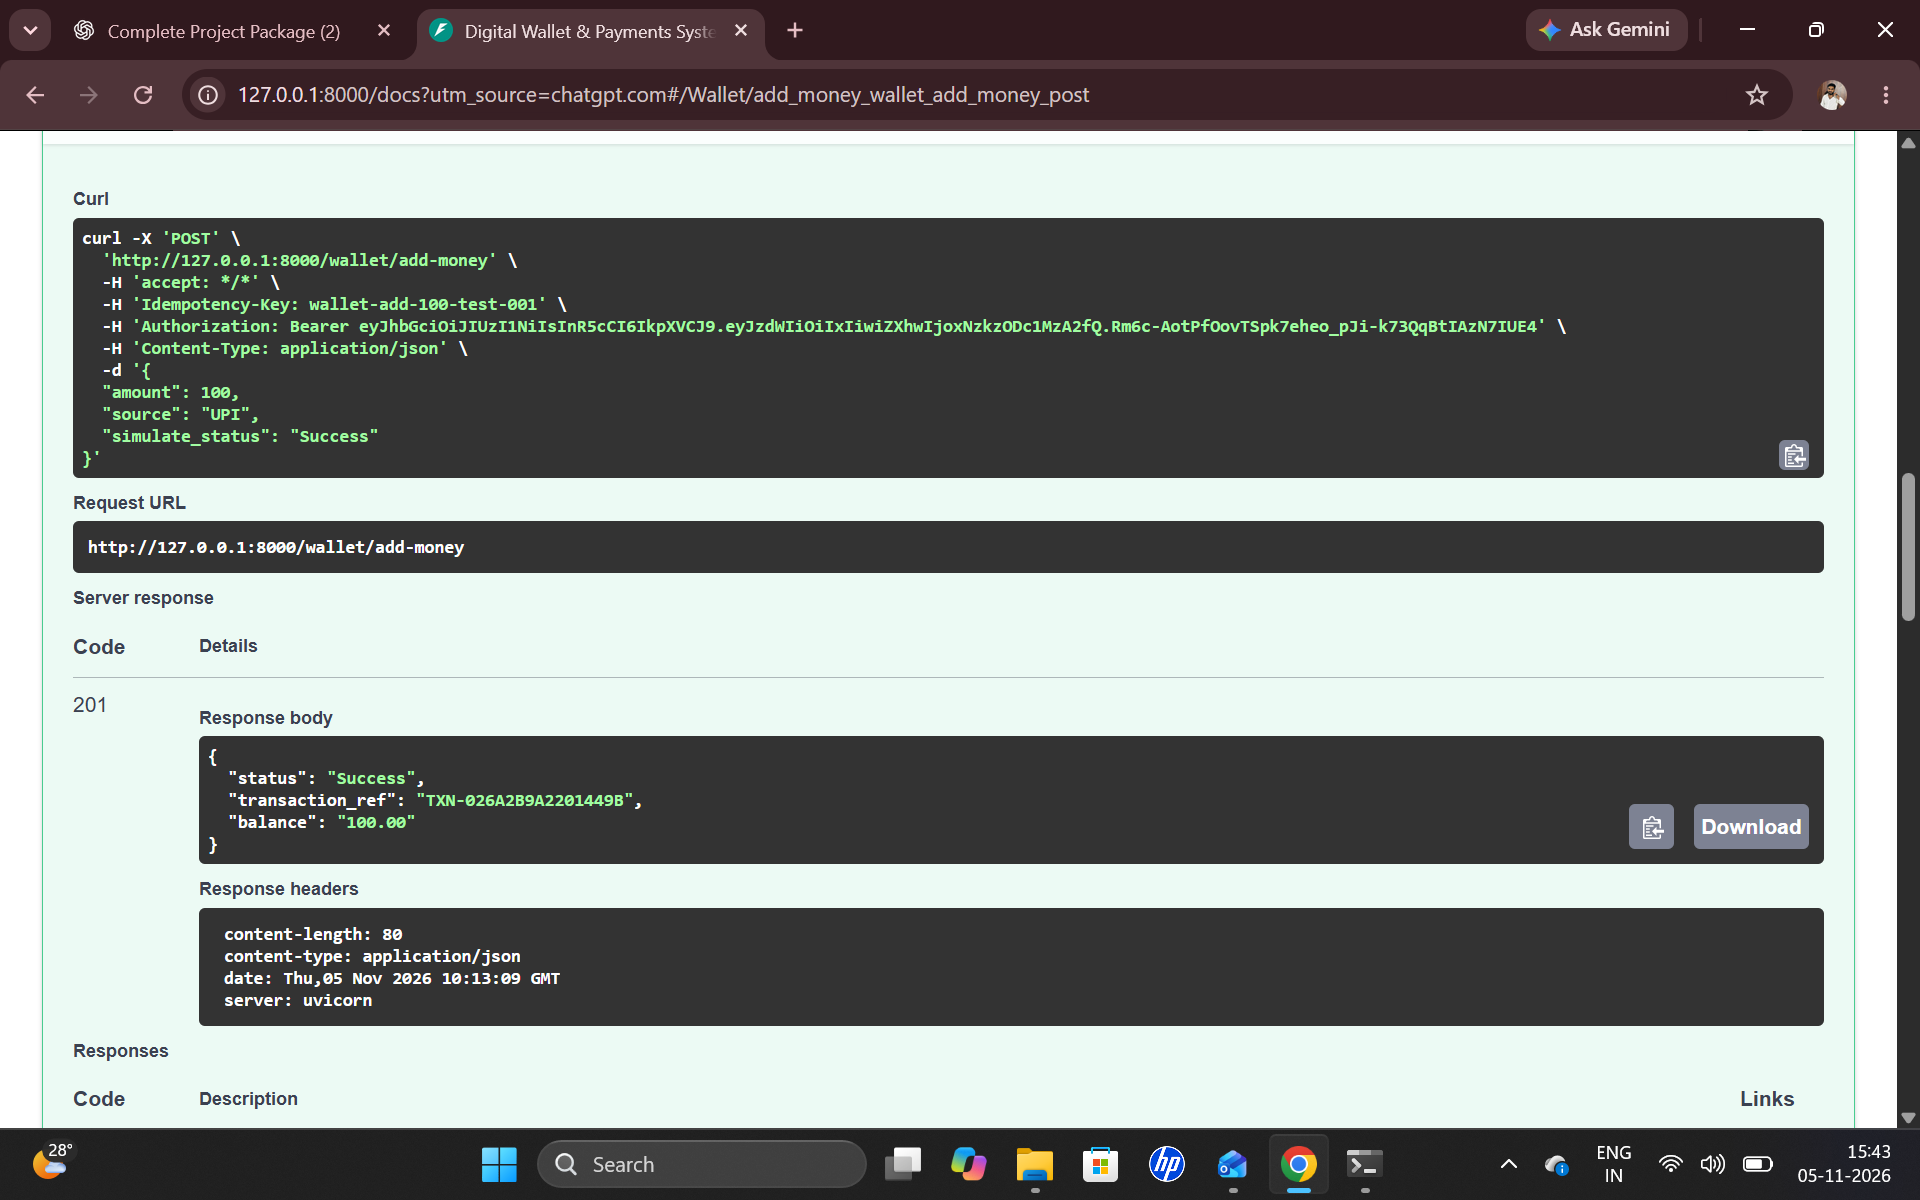 Complete Project Package (2)
Digital Wallet & Payments Syste
Ask Gemini
127.0.0.1:8000/docs?utm_source=chatgpt.com#/Wallet/add_money_wallet_add_money_post
Curl
curl -X 'POST' \
'http://127.0.0.1:8000/wallet/add-money' \
-H 'accept: */*' \
-H 'Idempotency-Key: wallet-add-100-test-001' \
-H 'Authorization: Bearer eyJhbGciOiJIUzI1NiIsInR5cCI6IkpXVCJ9.eyJzdWIiOiIxIiwiZXhwIjoxNzkzODc1MzA2fQ.Rm6c-AotPfOovTSpk7eheo_pJi-k73QqBtIAzN7IUE4' \
-H 'Content-Type: application/json' \
-d '{
"amount": 100,
"source": "UPI",
"simulate_status": "Success"
}'
Request URL
http://127.0.0.1:8000/wallet/add-money
Server response
Code Details
201
Response body
{
"status": "Success",
"transaction_ref": "TXN-026A2B9A2201449B",
"balance": "100.00"
}
Download
Response headers
content-length: 80
content-type: application/json
date: Thu,05 Nov 2026 10:13:09 GMT
server: uvicorn
Responses
Code Description Links
28°
Search
hp
ENG
IN
15:43
05-11-2026